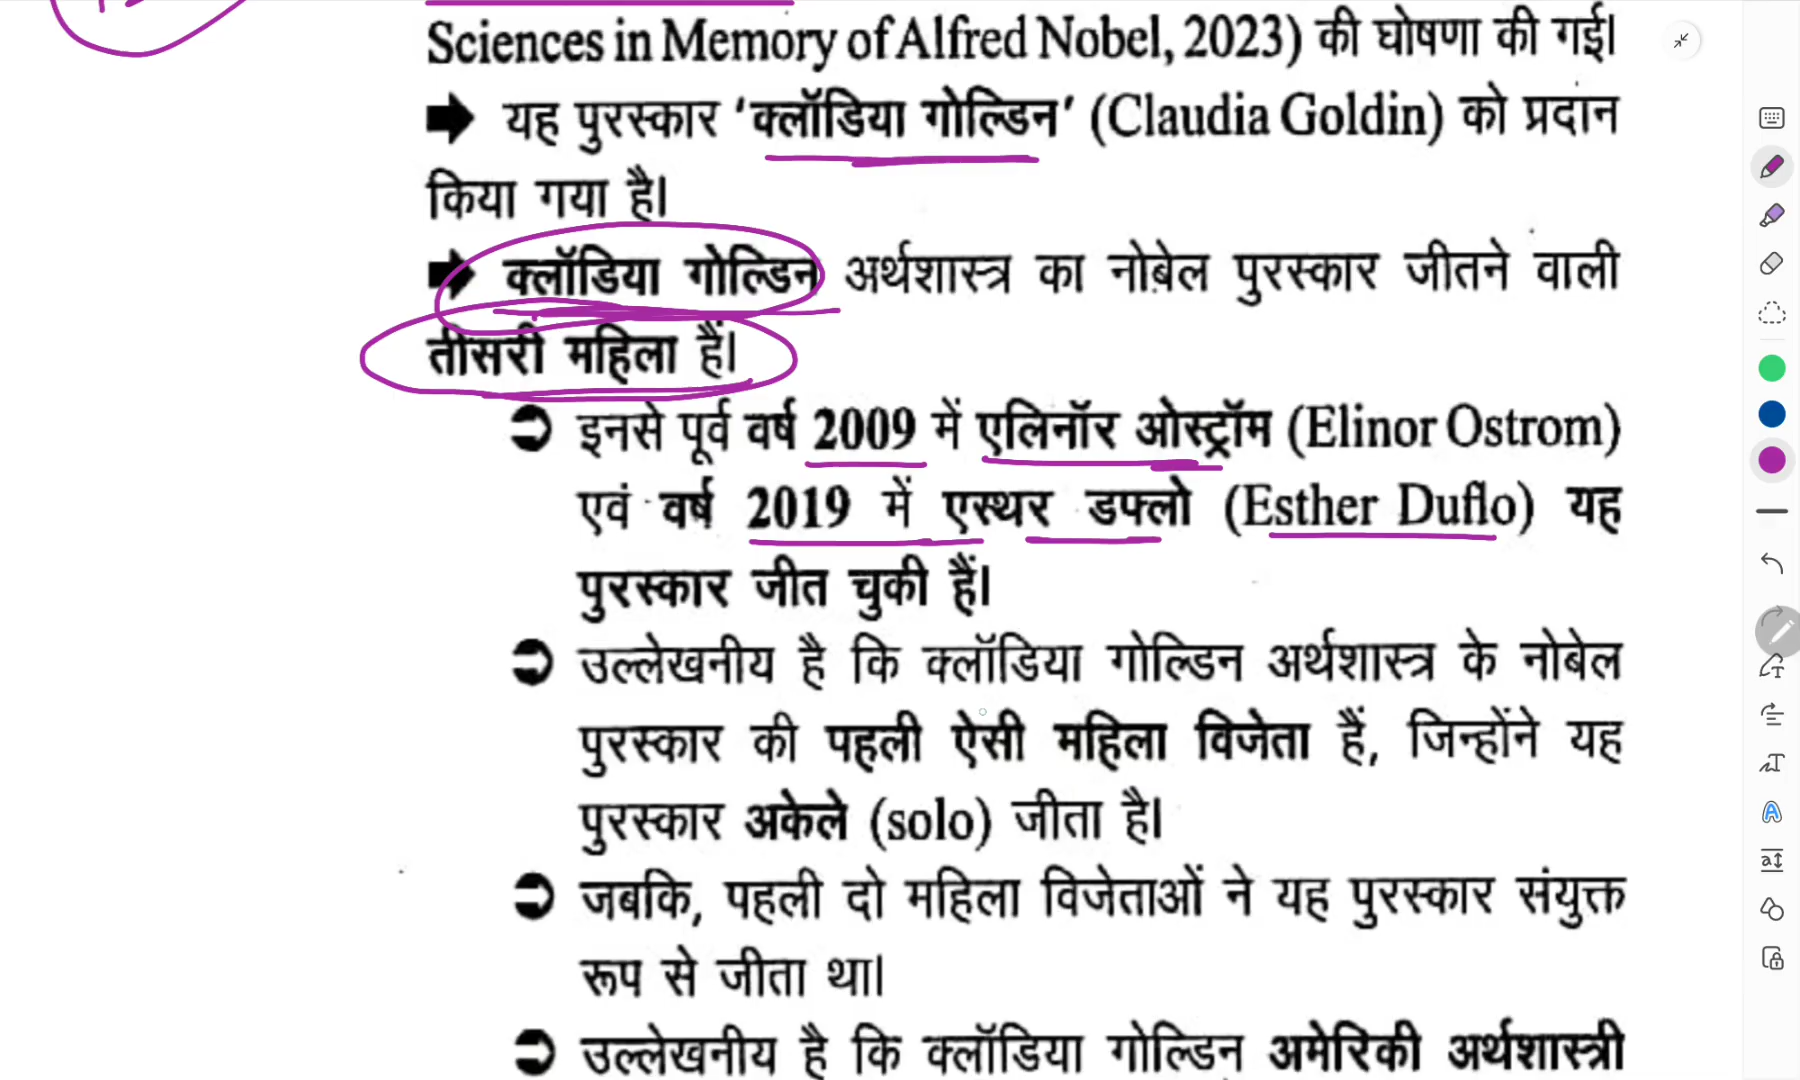 Sciences in Memory of Alfred Nobel, 2023) की घोषणा की गई।
➡ यह पुरस्कार ‘क्लॉडिया गोल्डिन’ (Claudia Goldin) को प्रदान
किया गया है।
➡ क्लॉडिया गोल्डिन अर्थशास्त्र का नोबेल पुरस्कार जीतने वाली
तीसरी महिला हैं।
➲ इनसे पूर्व वर्ष 2009 में एलिनॉर ओस्ट्रॉम (Elinor Ostrom)
एवं वर्ष 2019 में एस्थर डफ्लो (Esther Duflo) यह
पुरस्कार जीत चुकी हैं।
➲ उल्लेखनीय है कि क्लॉडिया गोल्डिन अर्थशास्त्र के नोबेल
पुरस्कार की पहली ऐसी महिला विजेता हैं, जिन्होंने यह
पुरस्कार अकेले (solo) जीता है।
➲ जबकि, पहली दो महिला विजेताओं ने यह पुरस्कार संयुक्त
रूप से जीता था।
➲ उल्लेखनीय है कि क्लॉडिया गोल्डिन अमेरिकी अर्थशास्त्री